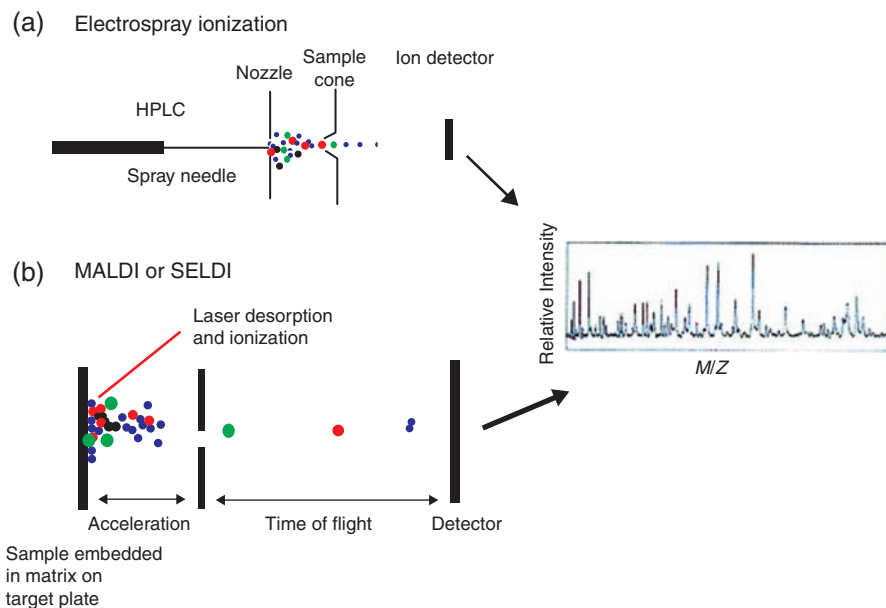 (a) Electrospray ionization
Nozzle
Sample
cone
Ion detector
HPLC
Spray needle
(b) MALDI or SELDI
Laser desorption
and ionization
Relative Intensity
M/Z
Acceleration
Time of flight
Detector
Sample embedded
in matrix on
target plate